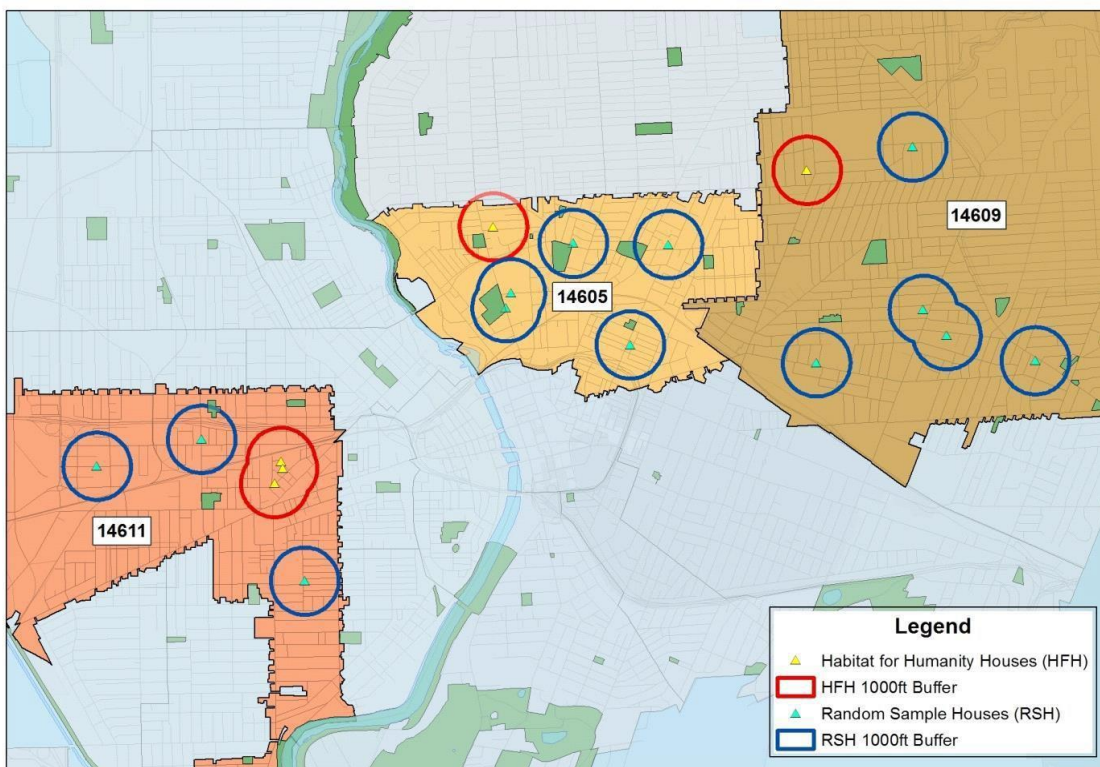 14609
14605
14611
Legend
Habitat for Humanity Houses (HFH)
HFH 1000ft Buffer
Random Sample Houses (RSH)
RSH 1000ft Buffer